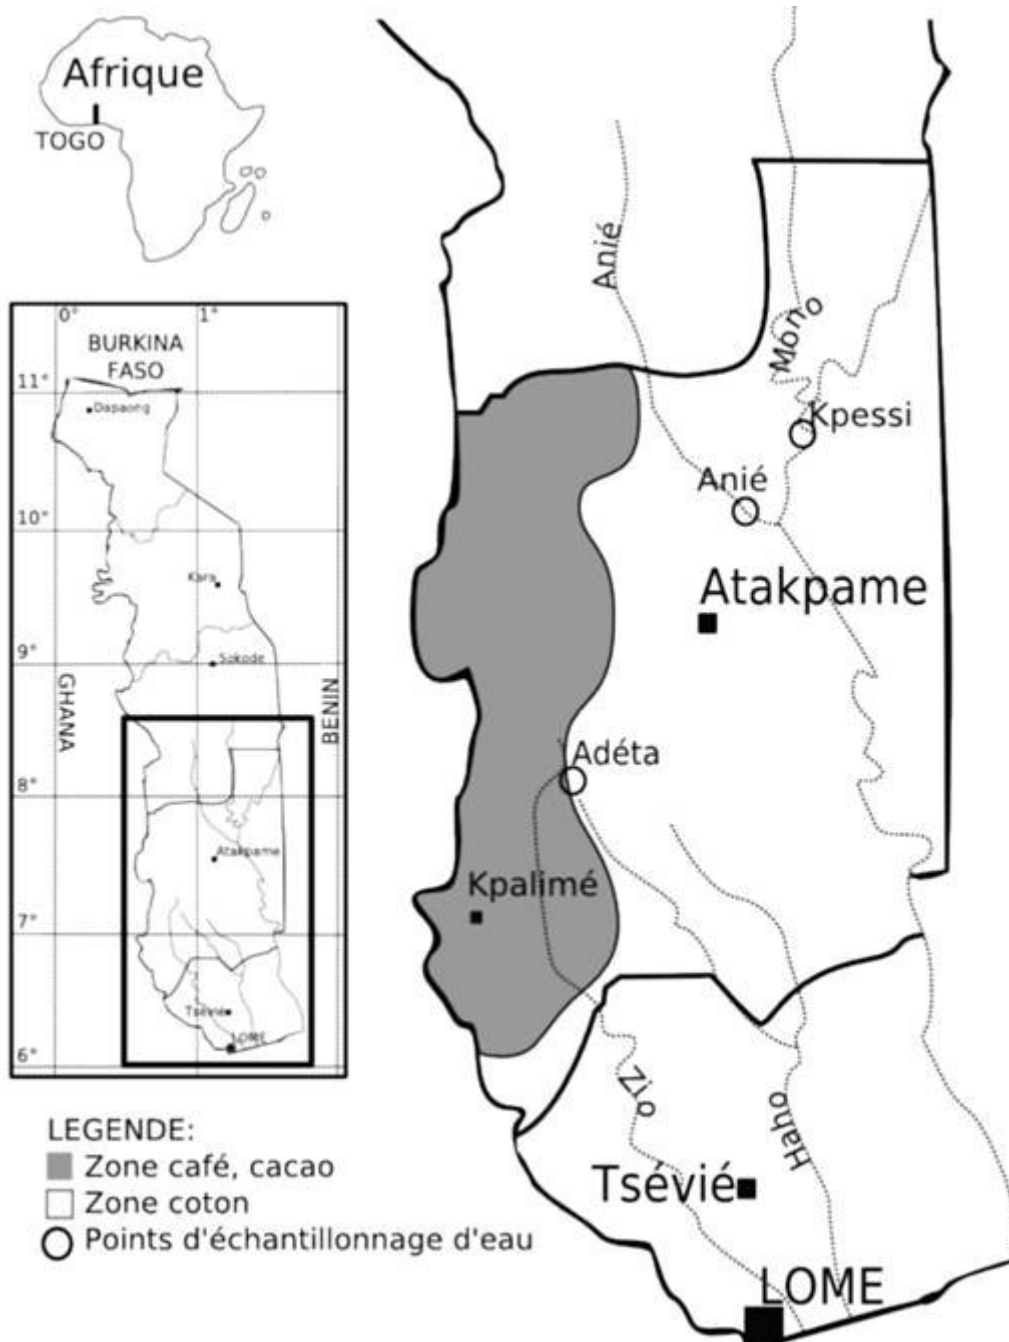 Afrique
TOGO
0°
1°
BURKINA
FASO
11°
Dapaong
10°
Kara
9°
Sokode
GHANA
BENIN
8°
Atakpame
7°
Tsévié
LOME
6°
LEGENDE:
Zone café, cacao
Zone coton
Points d'échantillonnage d'eau
Anié
Mono
Kpessi
Anié
Atakpame
Adéta
Kpalimé
Zio
Haho
Tsévié
LOME